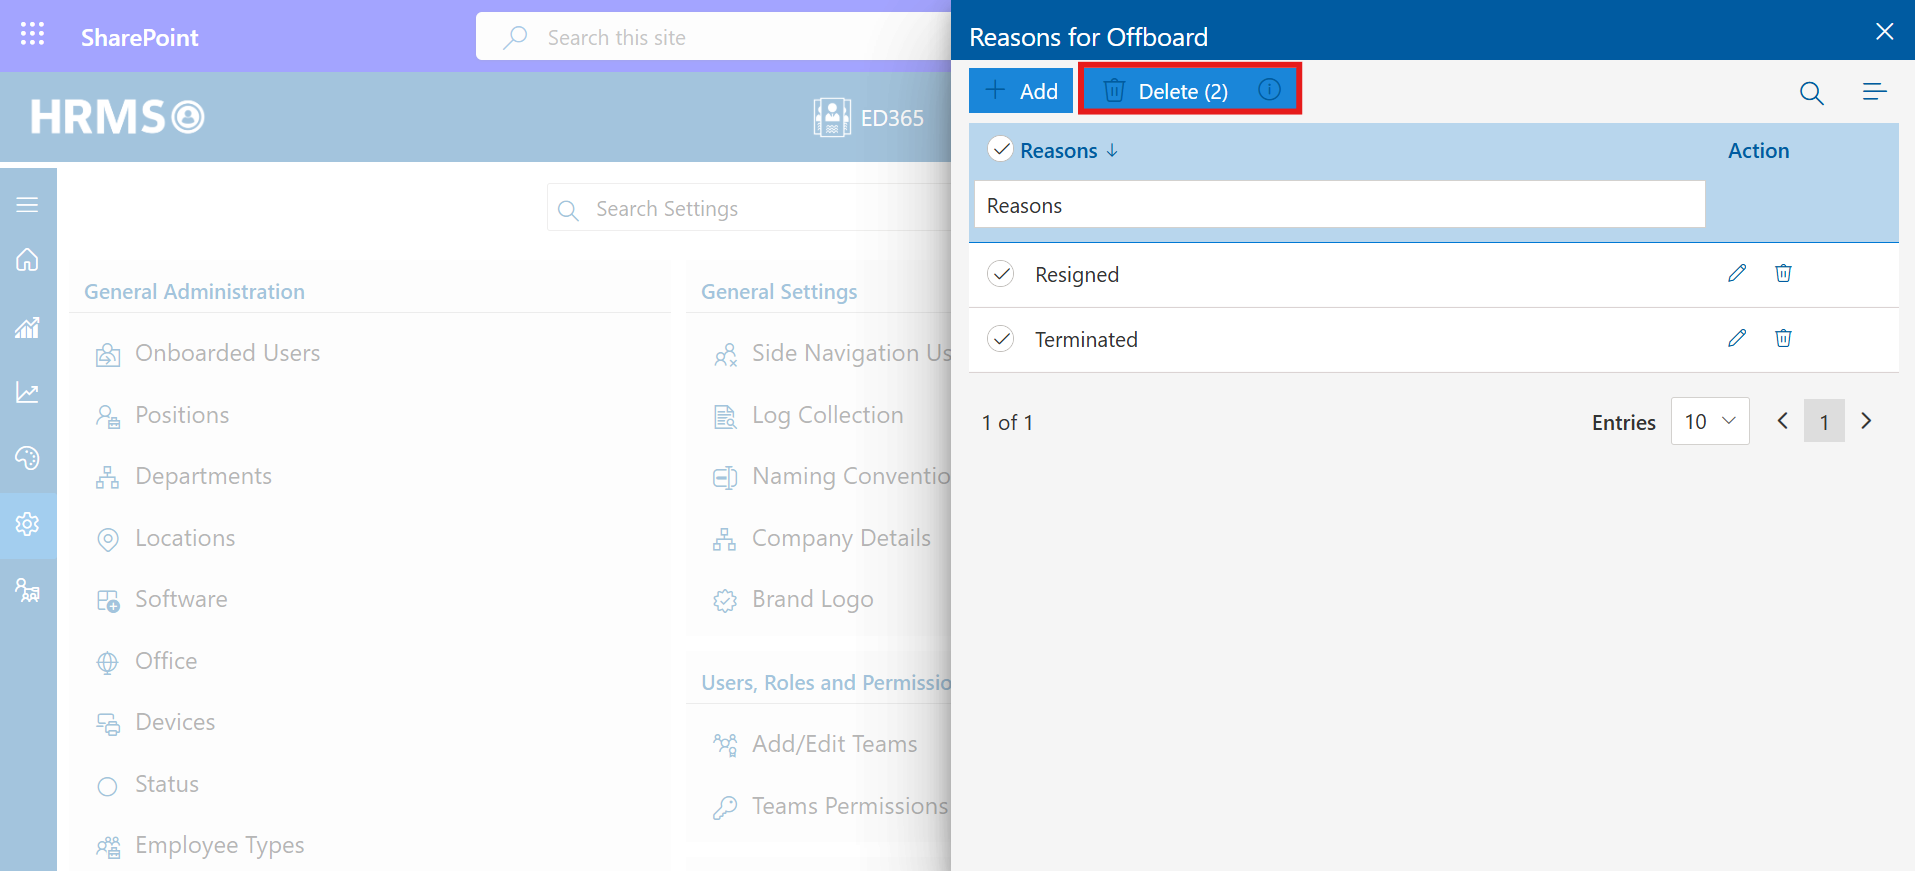 SharePoint
Search this site
HRMS
ED365
Search Settings
General Administration
Onboarded Users
Positions
Departments
Locations
Software
Office
Devices
Status
Employee Types
General Settings
Side Navigation Us
Log Collection
Naming Conventio
Company Details
Brand Logo
Users, Roles and Permissio
Add/Edit Teams
Teams Permissions
Reasons for Offboard
Add
Delete (2)
Reasons
Action
Reasons
Resigned
Terminated
1 of 1
Entries
10
1